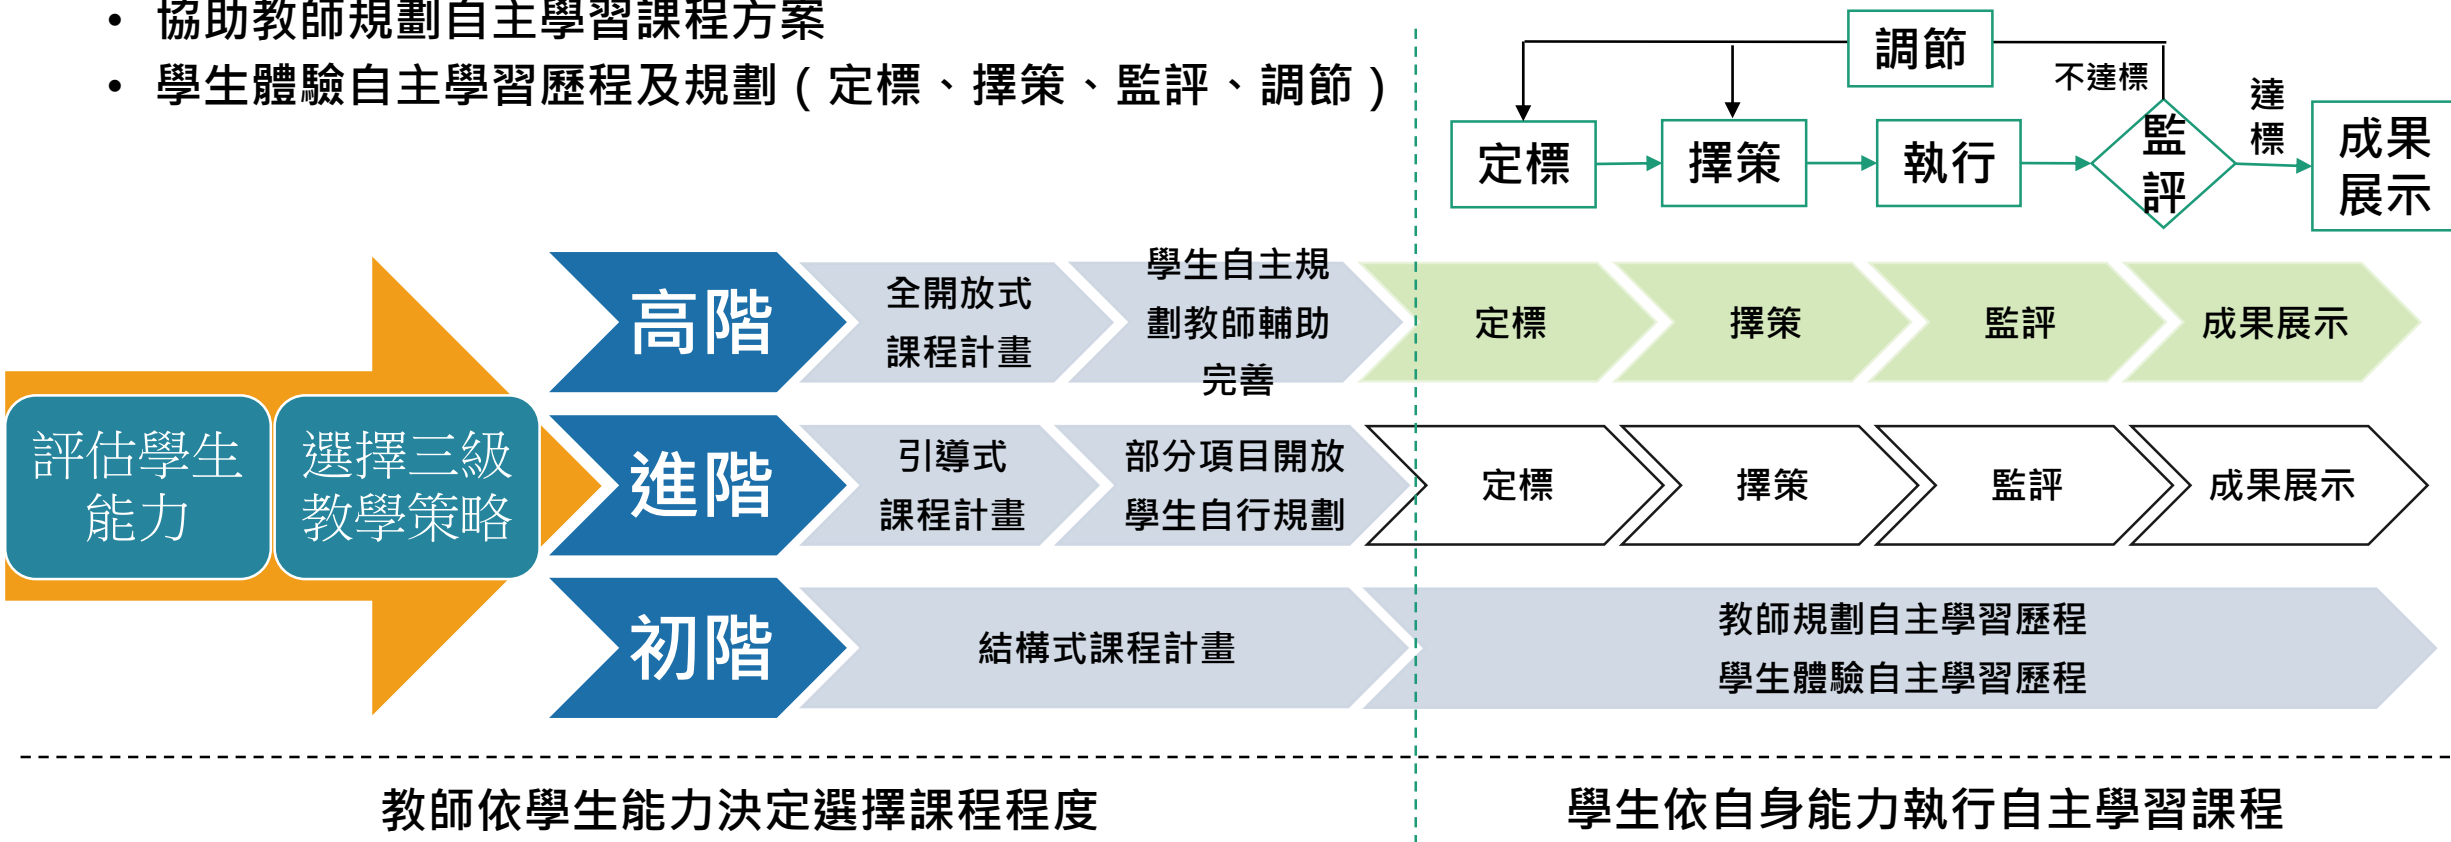 • 協助教師規劃自主學習課程方案
• 學生體驗自主學習歷程及規劃（定標、擇策、監評、調節）
調節
不達標
達
標
定標
擇策
執行
監
評
成果
展示
評估學生
能力
選擇三級
教學策略
高階
全開放式
課程計畫
學生自主規
劃教師輔助
完善
定標
擇策
監評
成果展示
進階
引導式
課程計畫
部分項目開放
學生自行規劃
定標
擇策
監評
成果展示
初階
結構式課程計畫
教師規劃自主學習歷程
學生體驗自主學習歷程
教師依學生能力決定選擇課程程度
學生依自身能力執行自主學習課程